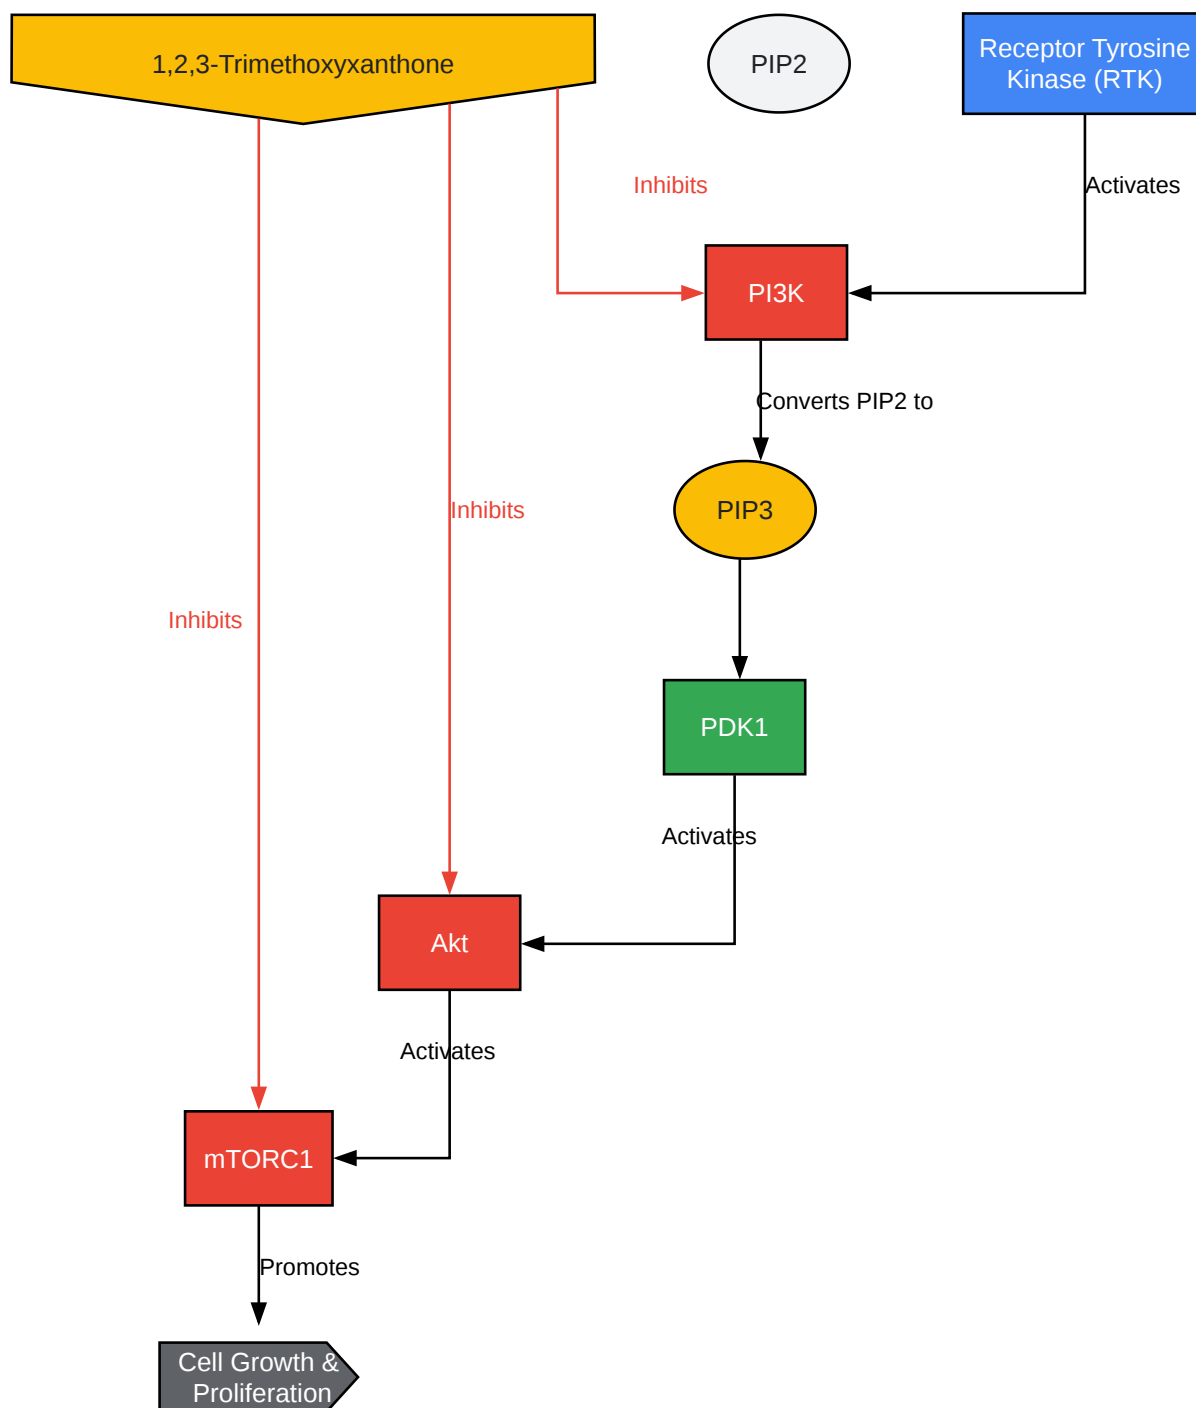 1,2,3-Trimethoxyxanthone
PIP2
Receptor Tyrosine
Kinase (RTK)
Inhibits
Activates
PI3K
Converts PIP2 to
Inhibits
PIP3
Inhibits
PDK1
Activates
Akt
Activates
mTORC1
Promotes
Cell Growth &
Proliferation